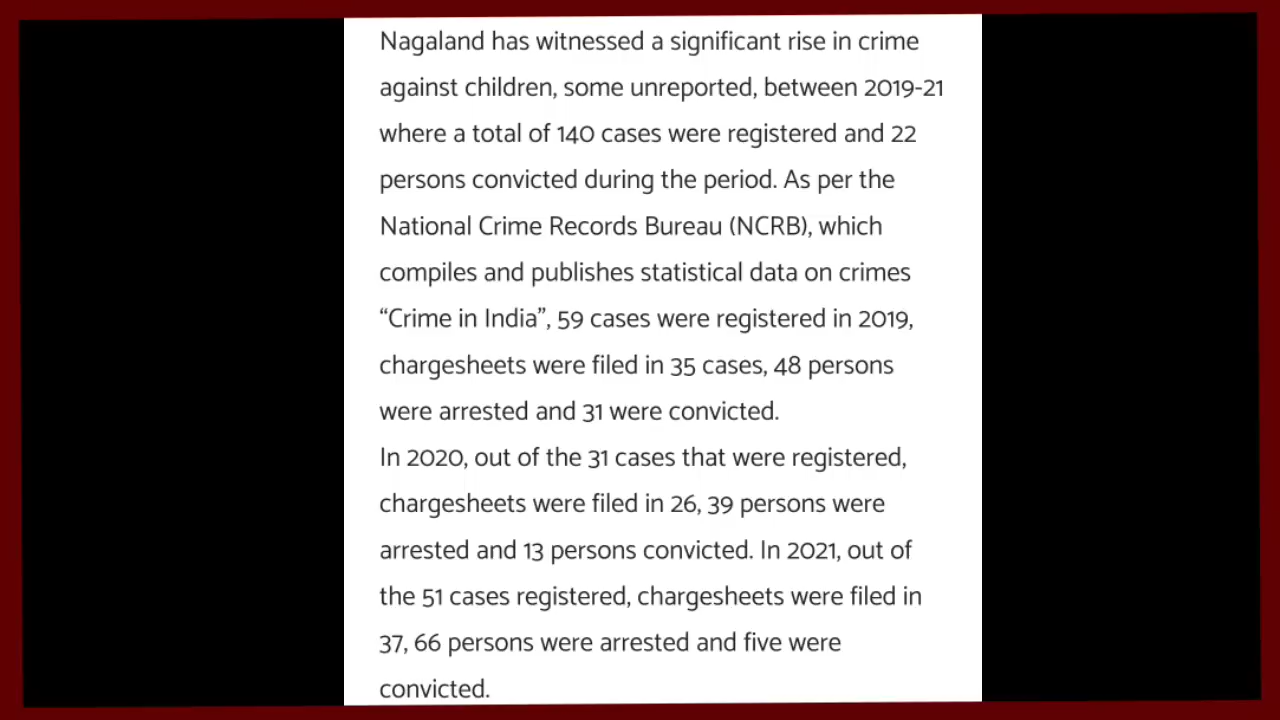 Nagaland has witnessed a significant rise in crime
against children, some unreported, between 2019-21
where a total of 140 cases were registered and 22
persons convicted during the period. As per the
National Crime Records Bureau (NCRB), which
compiles and publishes statistical data on crimes
“Crime in India”, 59 cases were registered in 2019,
chargesheets were filed in 35 cases, 48 persons
were arrested and 31 were convicted.
In 2020, out of the 31 cases that were registered,
chargesheets were filed in 26, 39 persons were
arrested and 13 persons convicted. In 2021, out of
the 51 cases registered, chargesheets were filed in
37, 66 persons were arrested and five were
convicted.